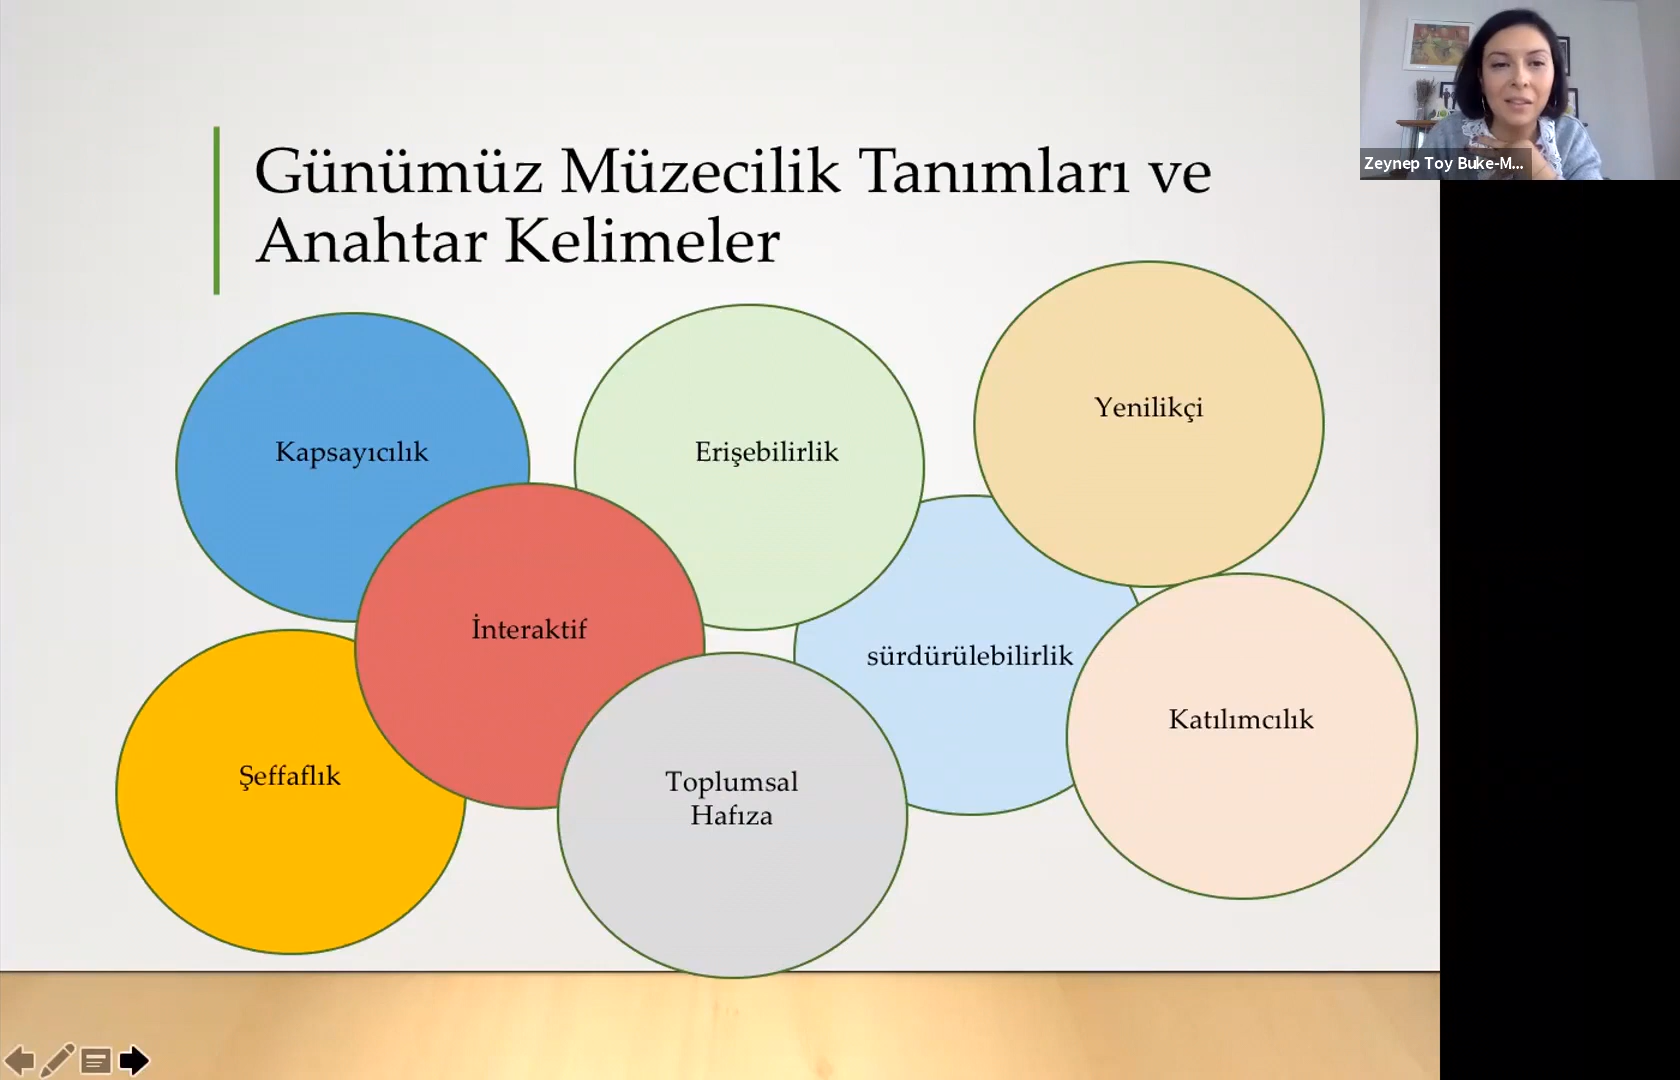 Günümüz Müzecilik Tanımları ve
Anahtar Kelimeler
Zeynep Toy Buke-M...
Kapsayıcılık
Erişebilirlik
Yenilikçi
İnteraktif
sürdürülebilirlik
Katılımcılık
Şeffaflık
Toplumsal
Hafıza